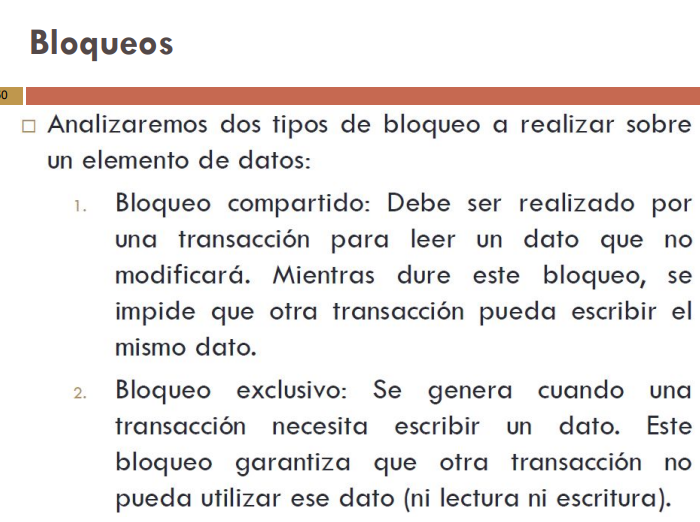 Bloqueos
Analizaremos dos tipos de bloqueo a realizar sobre
un elemento de datos:
1. Bloqueo compartido: Debe ser realizado por
una transacción para leer un dato que no
modificará. Mientras dure este bloqueo, se
impide que otra transacción pueda escribir el
mismo dato.
2. Bloqueo exclusivo: Se genera cuando una
transacción necesita escribir un dato. Este
bloqueo garantiza que otra transacción no
pueda utilizar ese dato (ni lectura ni escritura).